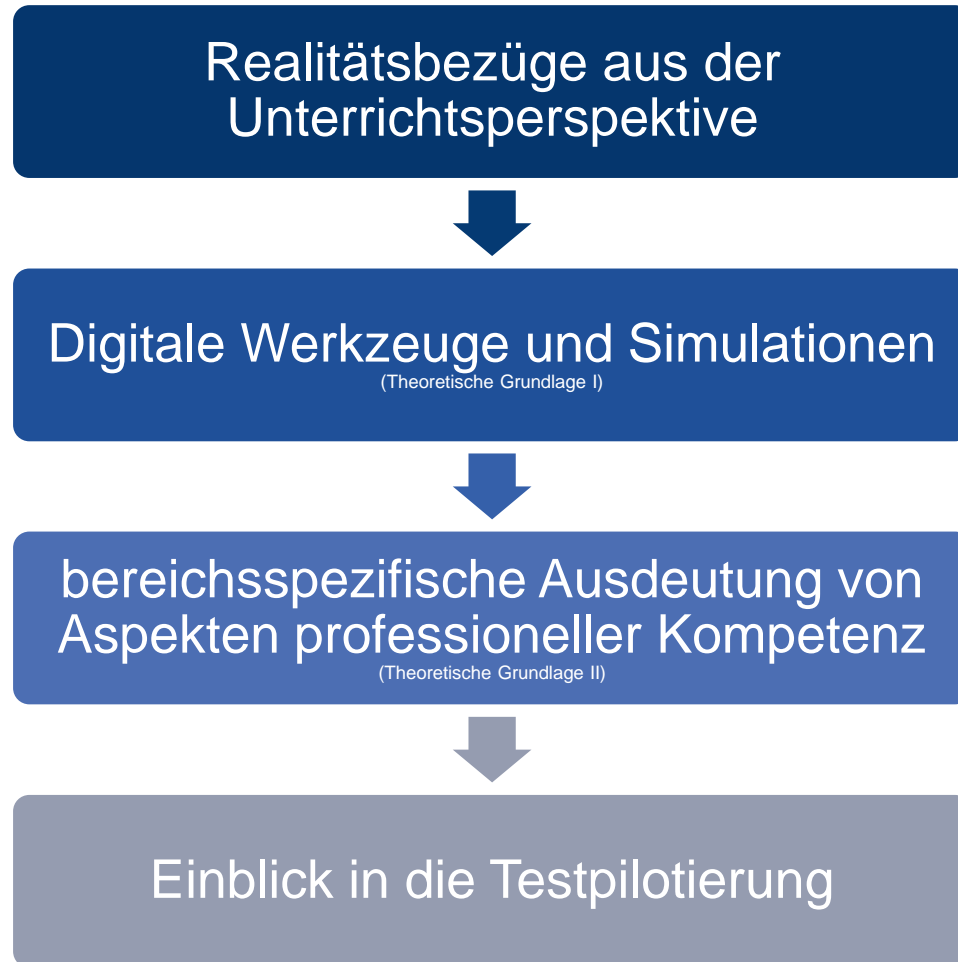 Realitätsbezüge aus der
Unterrichtsperspektive
Digitale Werkzeuge und Simulationen
(Theoretische Grundlage I)
bereichsspezifische Ausdeutung von
Aspekten professioneller Kompetenz
(Theoretische Grundlage II)
Einblick in die Testpilotierung